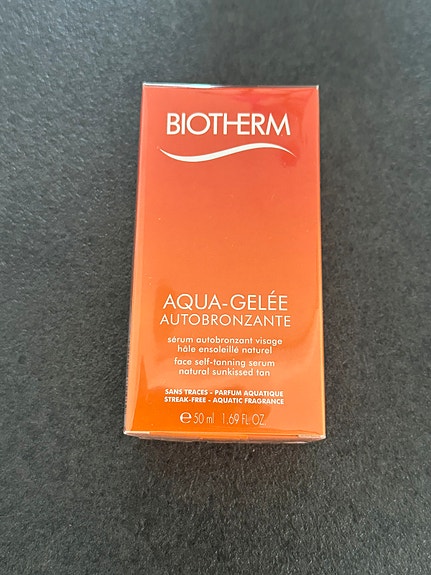 BIOTHERM
AQUA-GELÉE
AUTOBRONZANTE
sérum autobronzant visage
hâle ensoleillé naturel
face self-tanning serum
natural sunkissed tan
SANS TRACES - PARFUM AQUATIQUE
STREAK-FREE - AQUATIC FRAGRANCE
℮ 50 ml 1.69 FL. OZ.